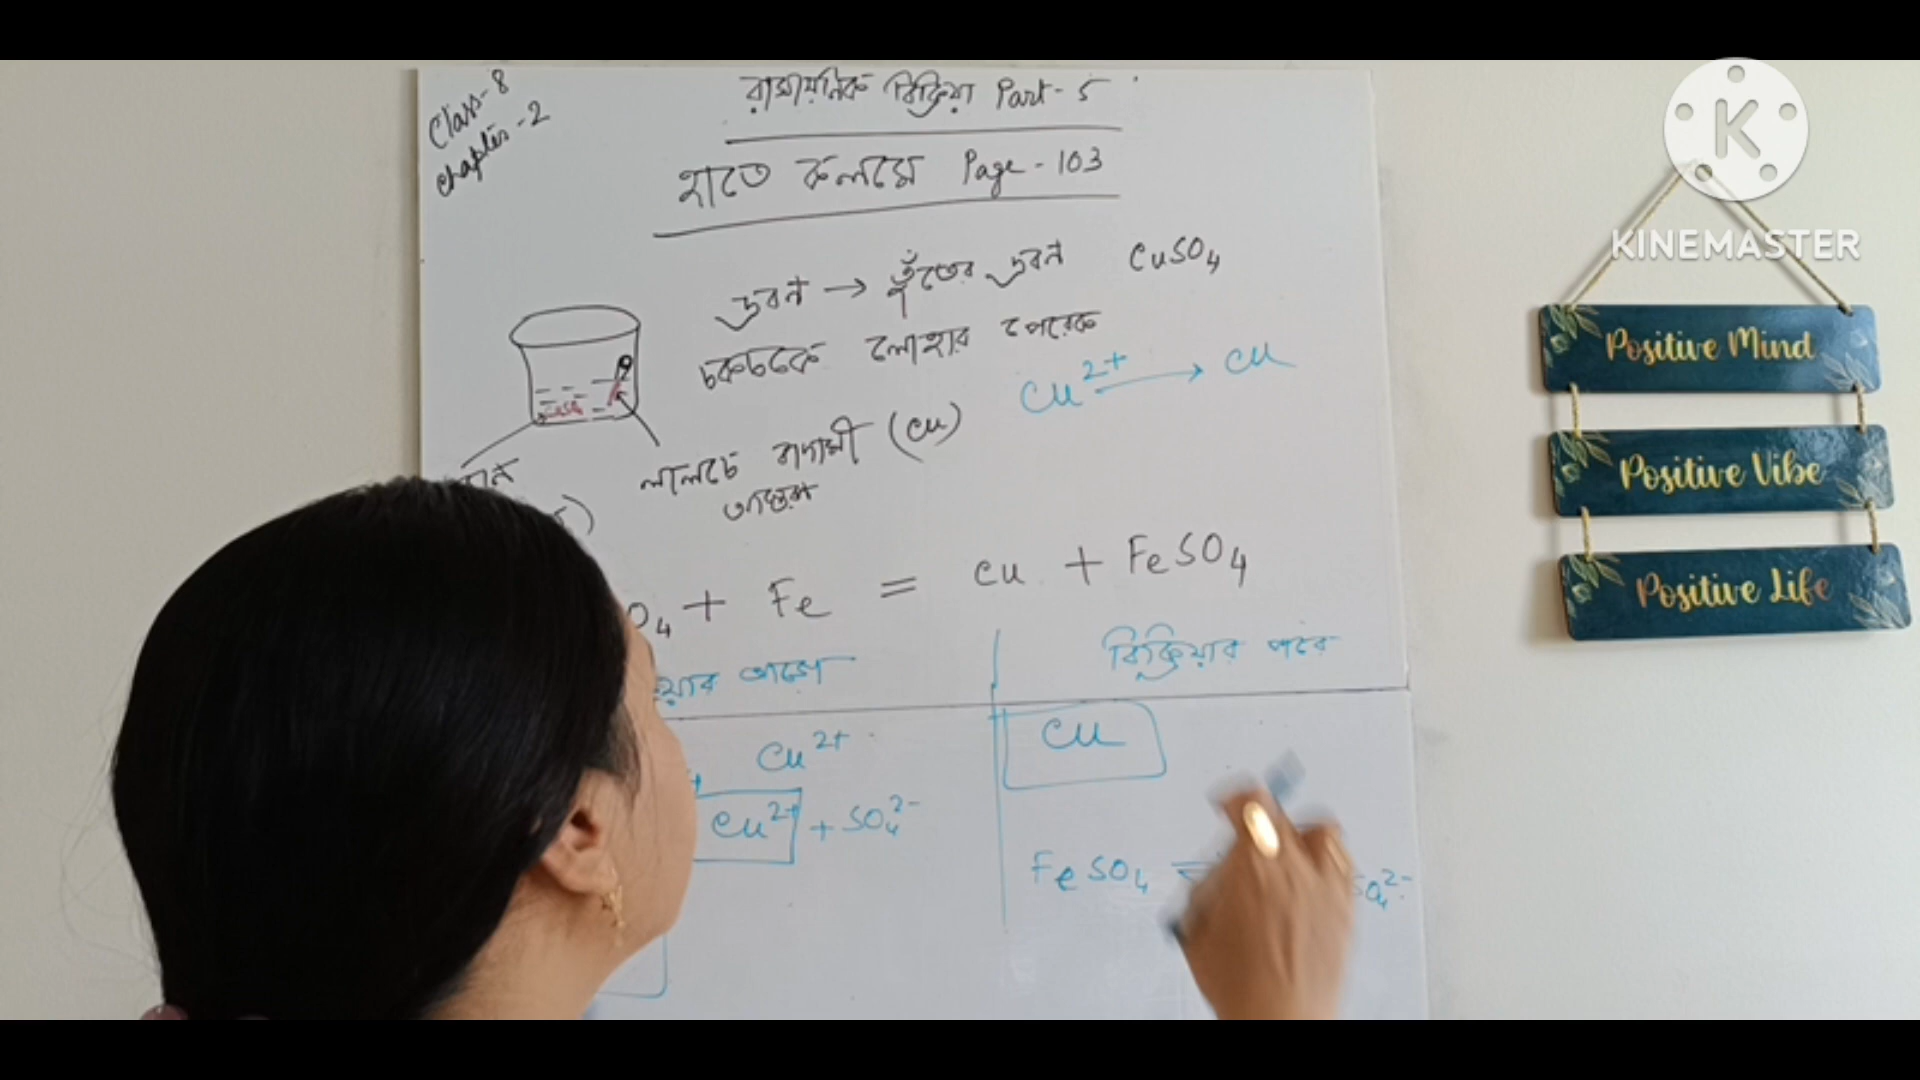 Class-8
Chapter-2
রাসায়নিক বিক্রিয়া Part-5
হাতে কলমে Page-103
দ্রবণ → তুঁতের দ্রবণ CuSO4
চকচকে লোহার পেরেক
Cu2+ → Cu
CuSO4
লালচে বাদামী (Cu)
আস্তরণ
O4 + Fe = Cu + FeSO4
য়ার আগে
বিক্রিয়ার পরে
Cu2+
Cu
Cu2+ + SO42-
FeSO4
SO42-
KINEMASTER
Positive Mind
Positive Vibe
Positive Life